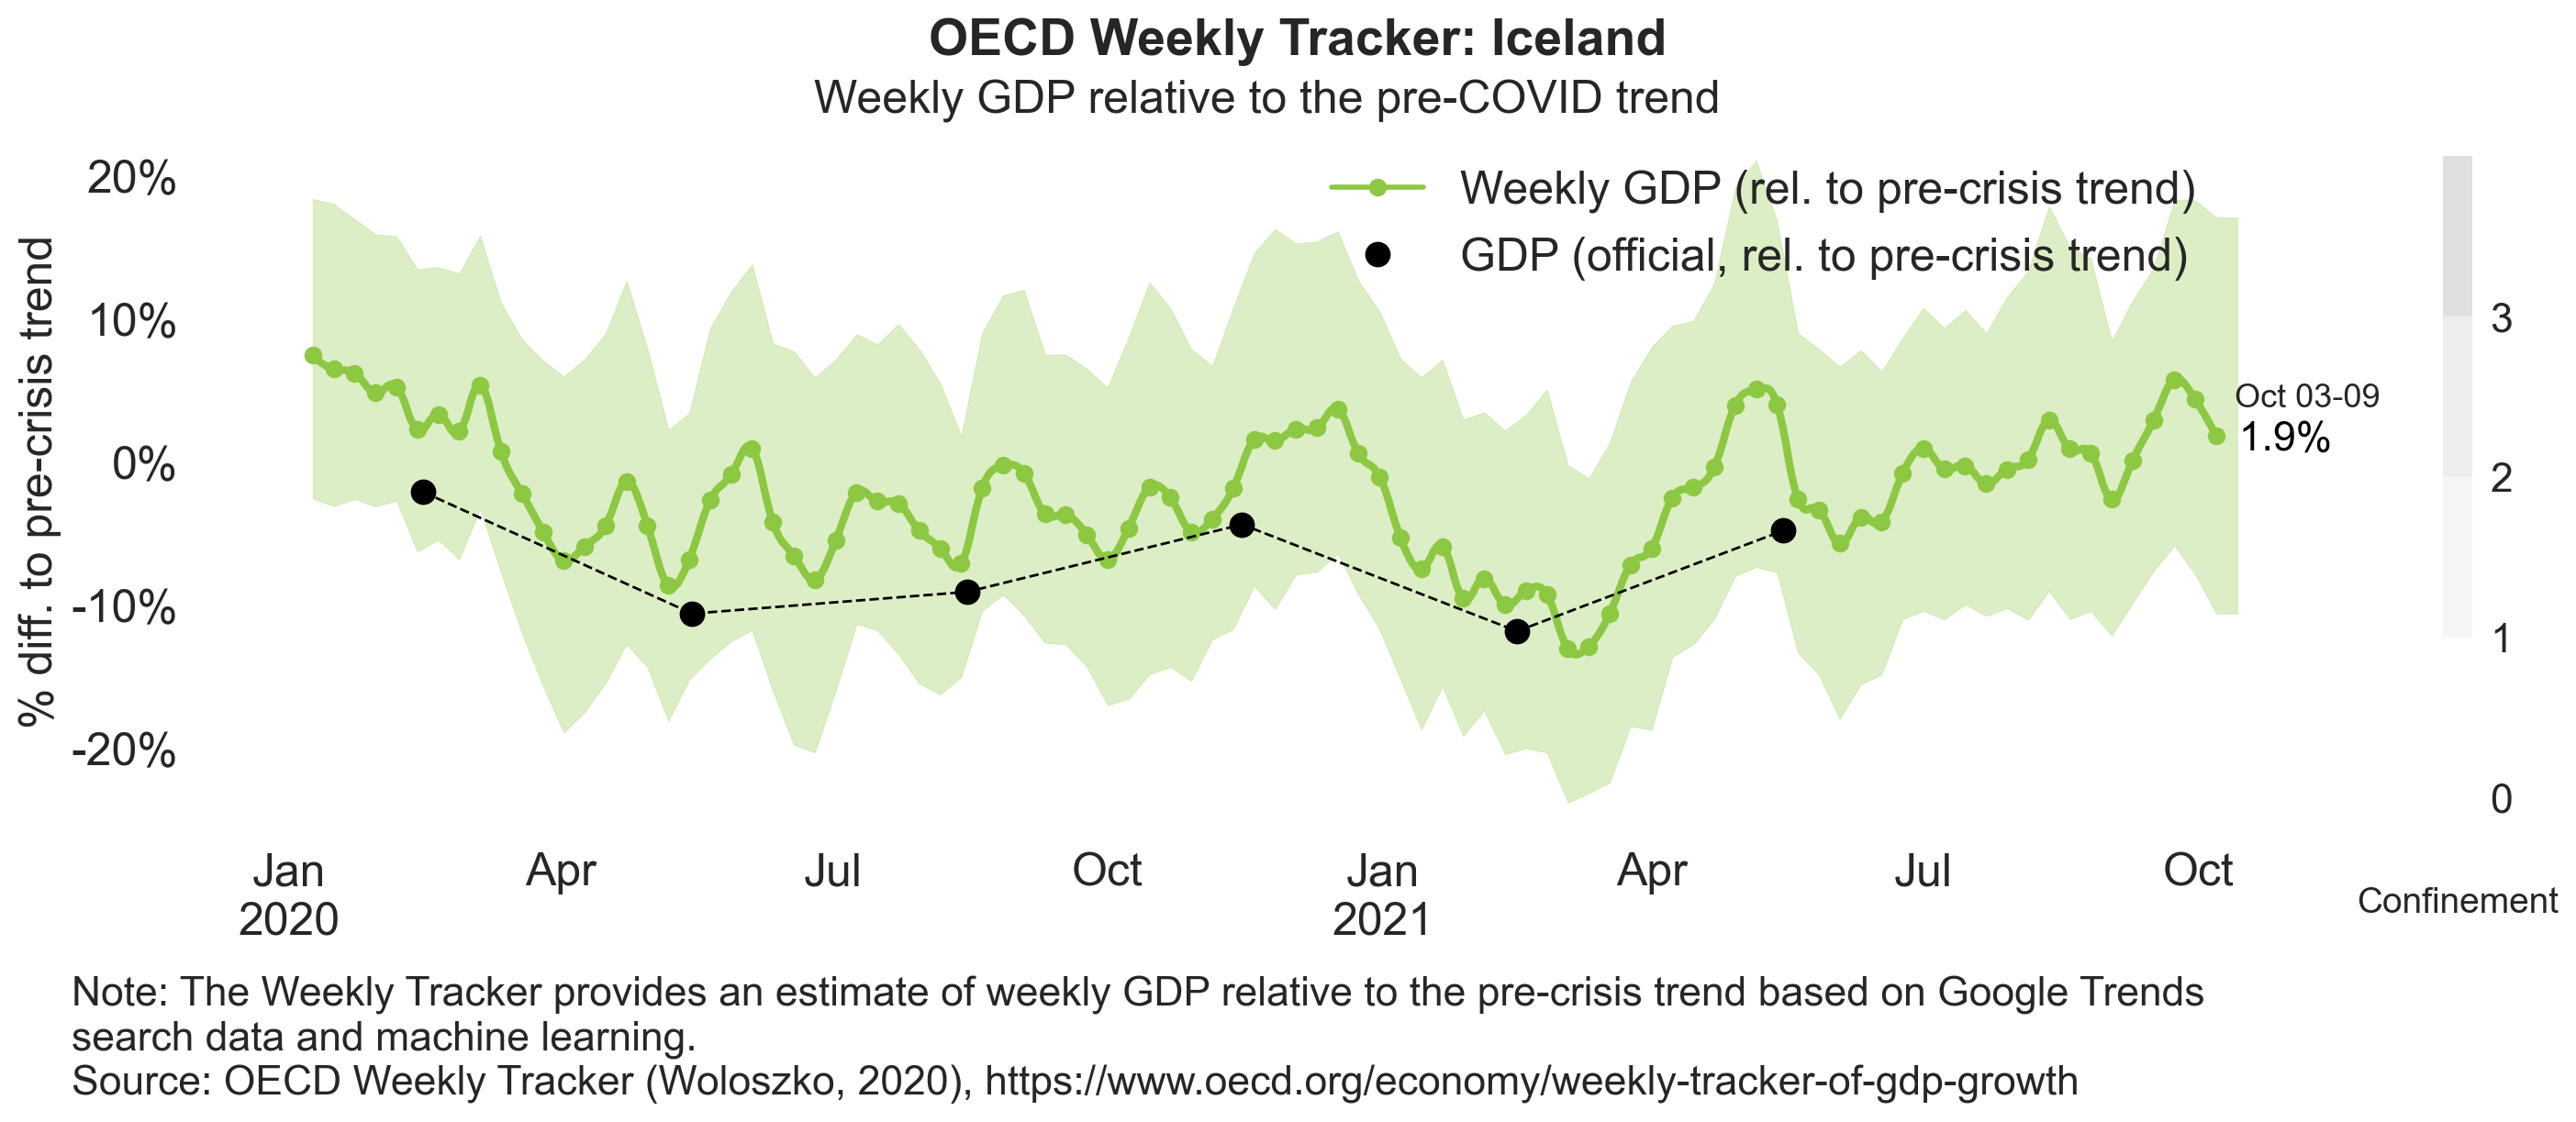 OECD Weekly Tracker: Iceland
Weekly GDP relative to the pre-COVID trend
% diff. to pre-crisis trend
20%
10%
0%
-10%
-20%
Weekly GDP (rel. to pre-crisis trend)
GDP (official, rel. to pre-crisis trend)
Oct 03-09
1.9%
3
2
1
0
Confinement
Jan Apr Jul Oct Jan Apr Jul Oct
2020 2021
Note: The Weekly Tracker provides an estimate of weekly GDP relative to the pre-crisis trend based on Google Trends
search data and machine learning.
Source: OECD Weekly Tracker (Woloszko, 2020), https://www.oecd.org/economy/weekly-tracker-of-gdp-growth